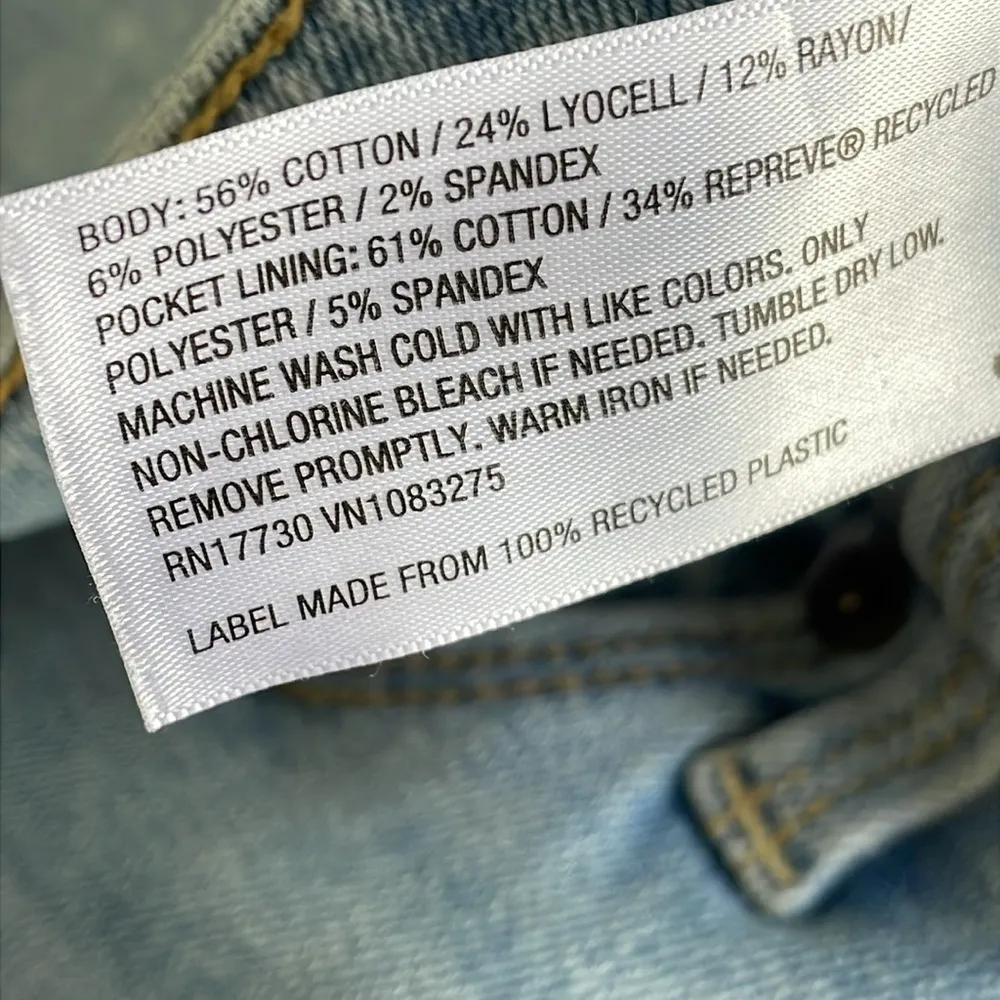 BODY: 56% COTTON / 24% LYOCELL / 12% RAYON/
6% POLYESTER / 2% SPANDEX
POCKET LINING: 61% COTTON / 34% REPREVE® RECYCLED
POLYESTER / 5% SPANDEX
MACHINE WASH COLD WITH LIKE COLORS. ONLY
NON-CHLORINE BLEACH IF NEEDED. TUMBLE DRY LOW.
REMOVE PROMPTLY. WARM IRON IF NEEDED.
RN17730 VN1083275
LABEL MADE FROM 100% RECYCLED PLASTIC